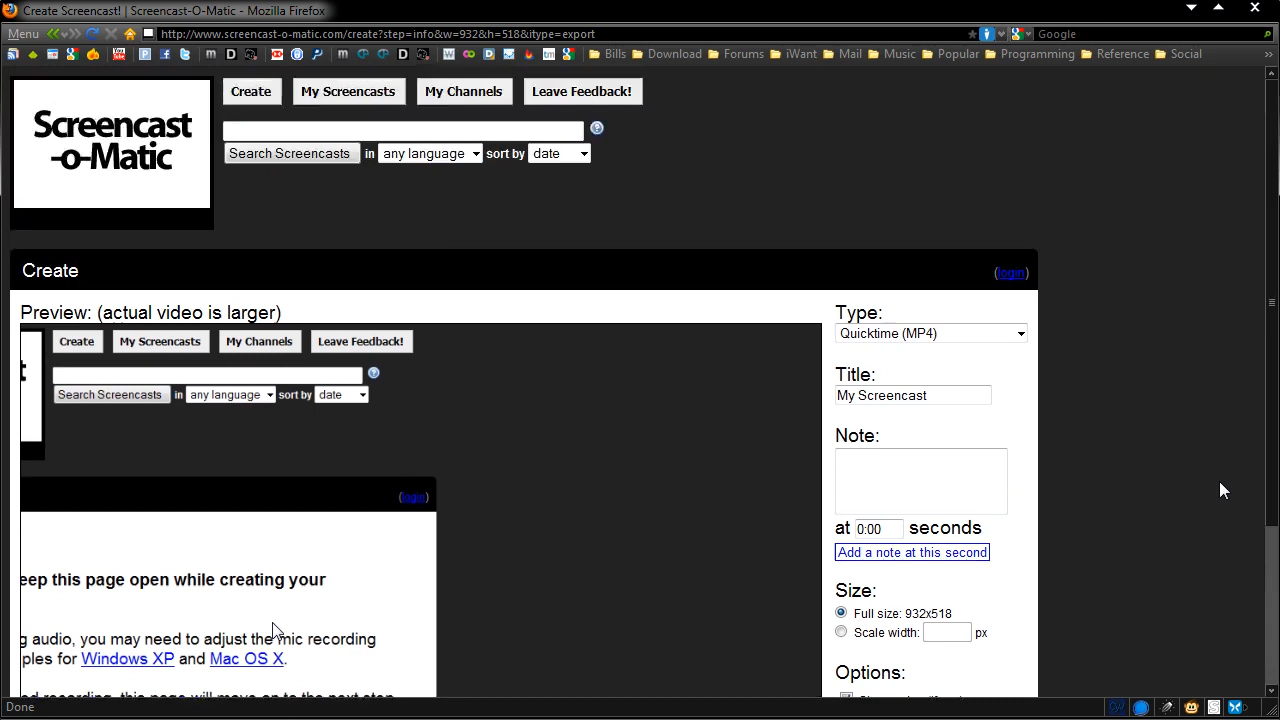 Create Screencast! | Screencast-O-Matic - Mozilla Firefox
Menu http://www.screencast-o-matic.com/create?step=info&w=932&h=518&itype=export Google
Bills Download Forums iWant Mail Music Popular Programming Reference Social
Screencast
-o-Matic
Create My Screencasts My Channels Leave Feedback!
Search Screencasts in any language sort by date
Create (login)
Preview: (actual video is larger)
Create My Screencasts My Channels Leave Feedback!
Search Screencasts in any language sort by date
(login)
eep this page open while creating your
g audio, you may need to adjust the mic recording
ples for Windows XP and Mac OS X.
Type:
Quicktime (MP4)
Title:
My Screencast
Note:
at 0:00 seconds
Add a note at this second
Size:
Full size: 932x518
Scale width: px
Options:
Done